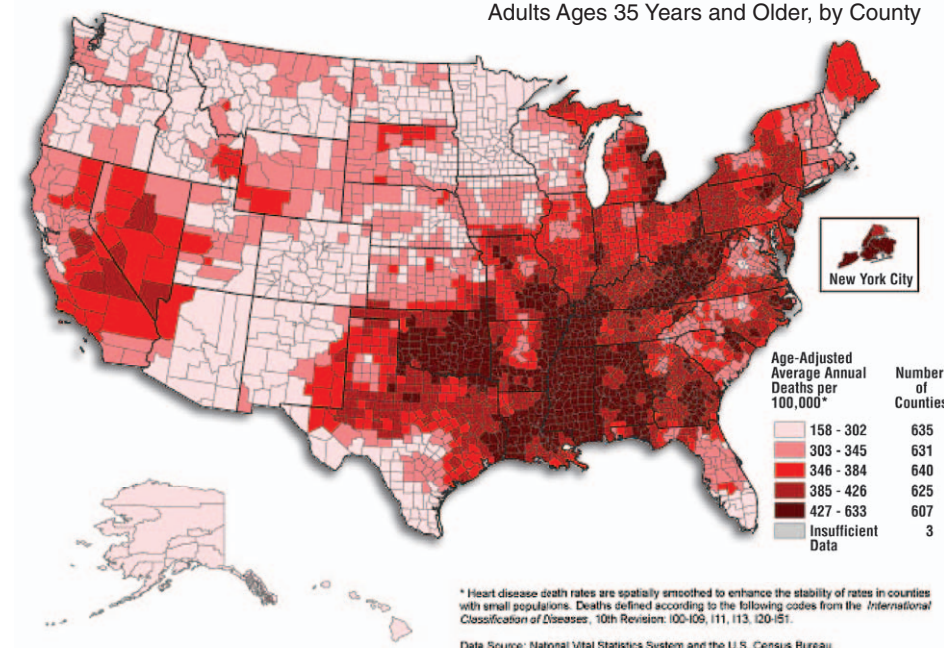 Adults Ages 35 Years and Older, by County
New York City
Age-Adjusted
Average Annual
Deaths per
100,000*
Number
of
Counties
158 - 302 635
303 - 345 631
346 - 384 640
385 - 426 625
427 - 633 607
Insufficient 3
Data
* Heart disease death rates are spatially smoothed to enhance the stability of rates in counties
with small populations. Deaths defined according to the following codes from the International
Classification of Diseases, 10th Revision: I00-I09, I11, I13, I20-I51.
Data Source: National Vital Statistics System and the U.S. Census Bureau